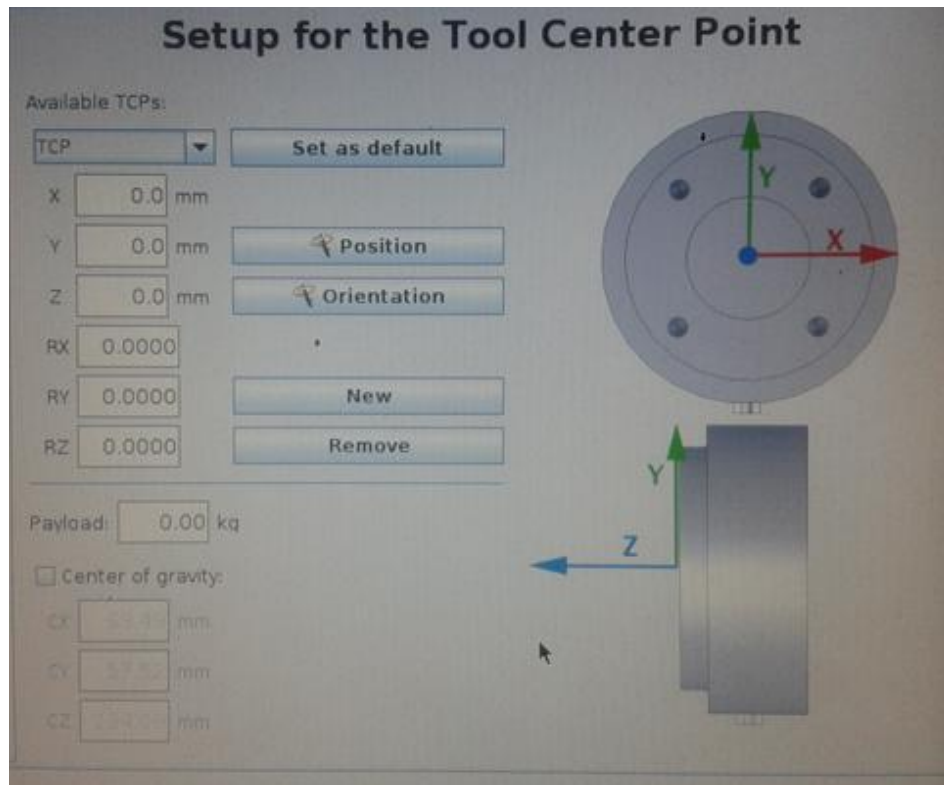 Setup for the Tool Center Point
Available TCPs:
TCP
Set as default
X 0.0 mm
Y 0.0 mm
Position
Z 0.0 mm
Orientation
RX 0.0000
RY 0.0000
New
RZ 0.0000
Remove
Payload: 0.00 kg
Center of gravity:
CX mm
CY mm
CZ mm
Y
X
Y
Z